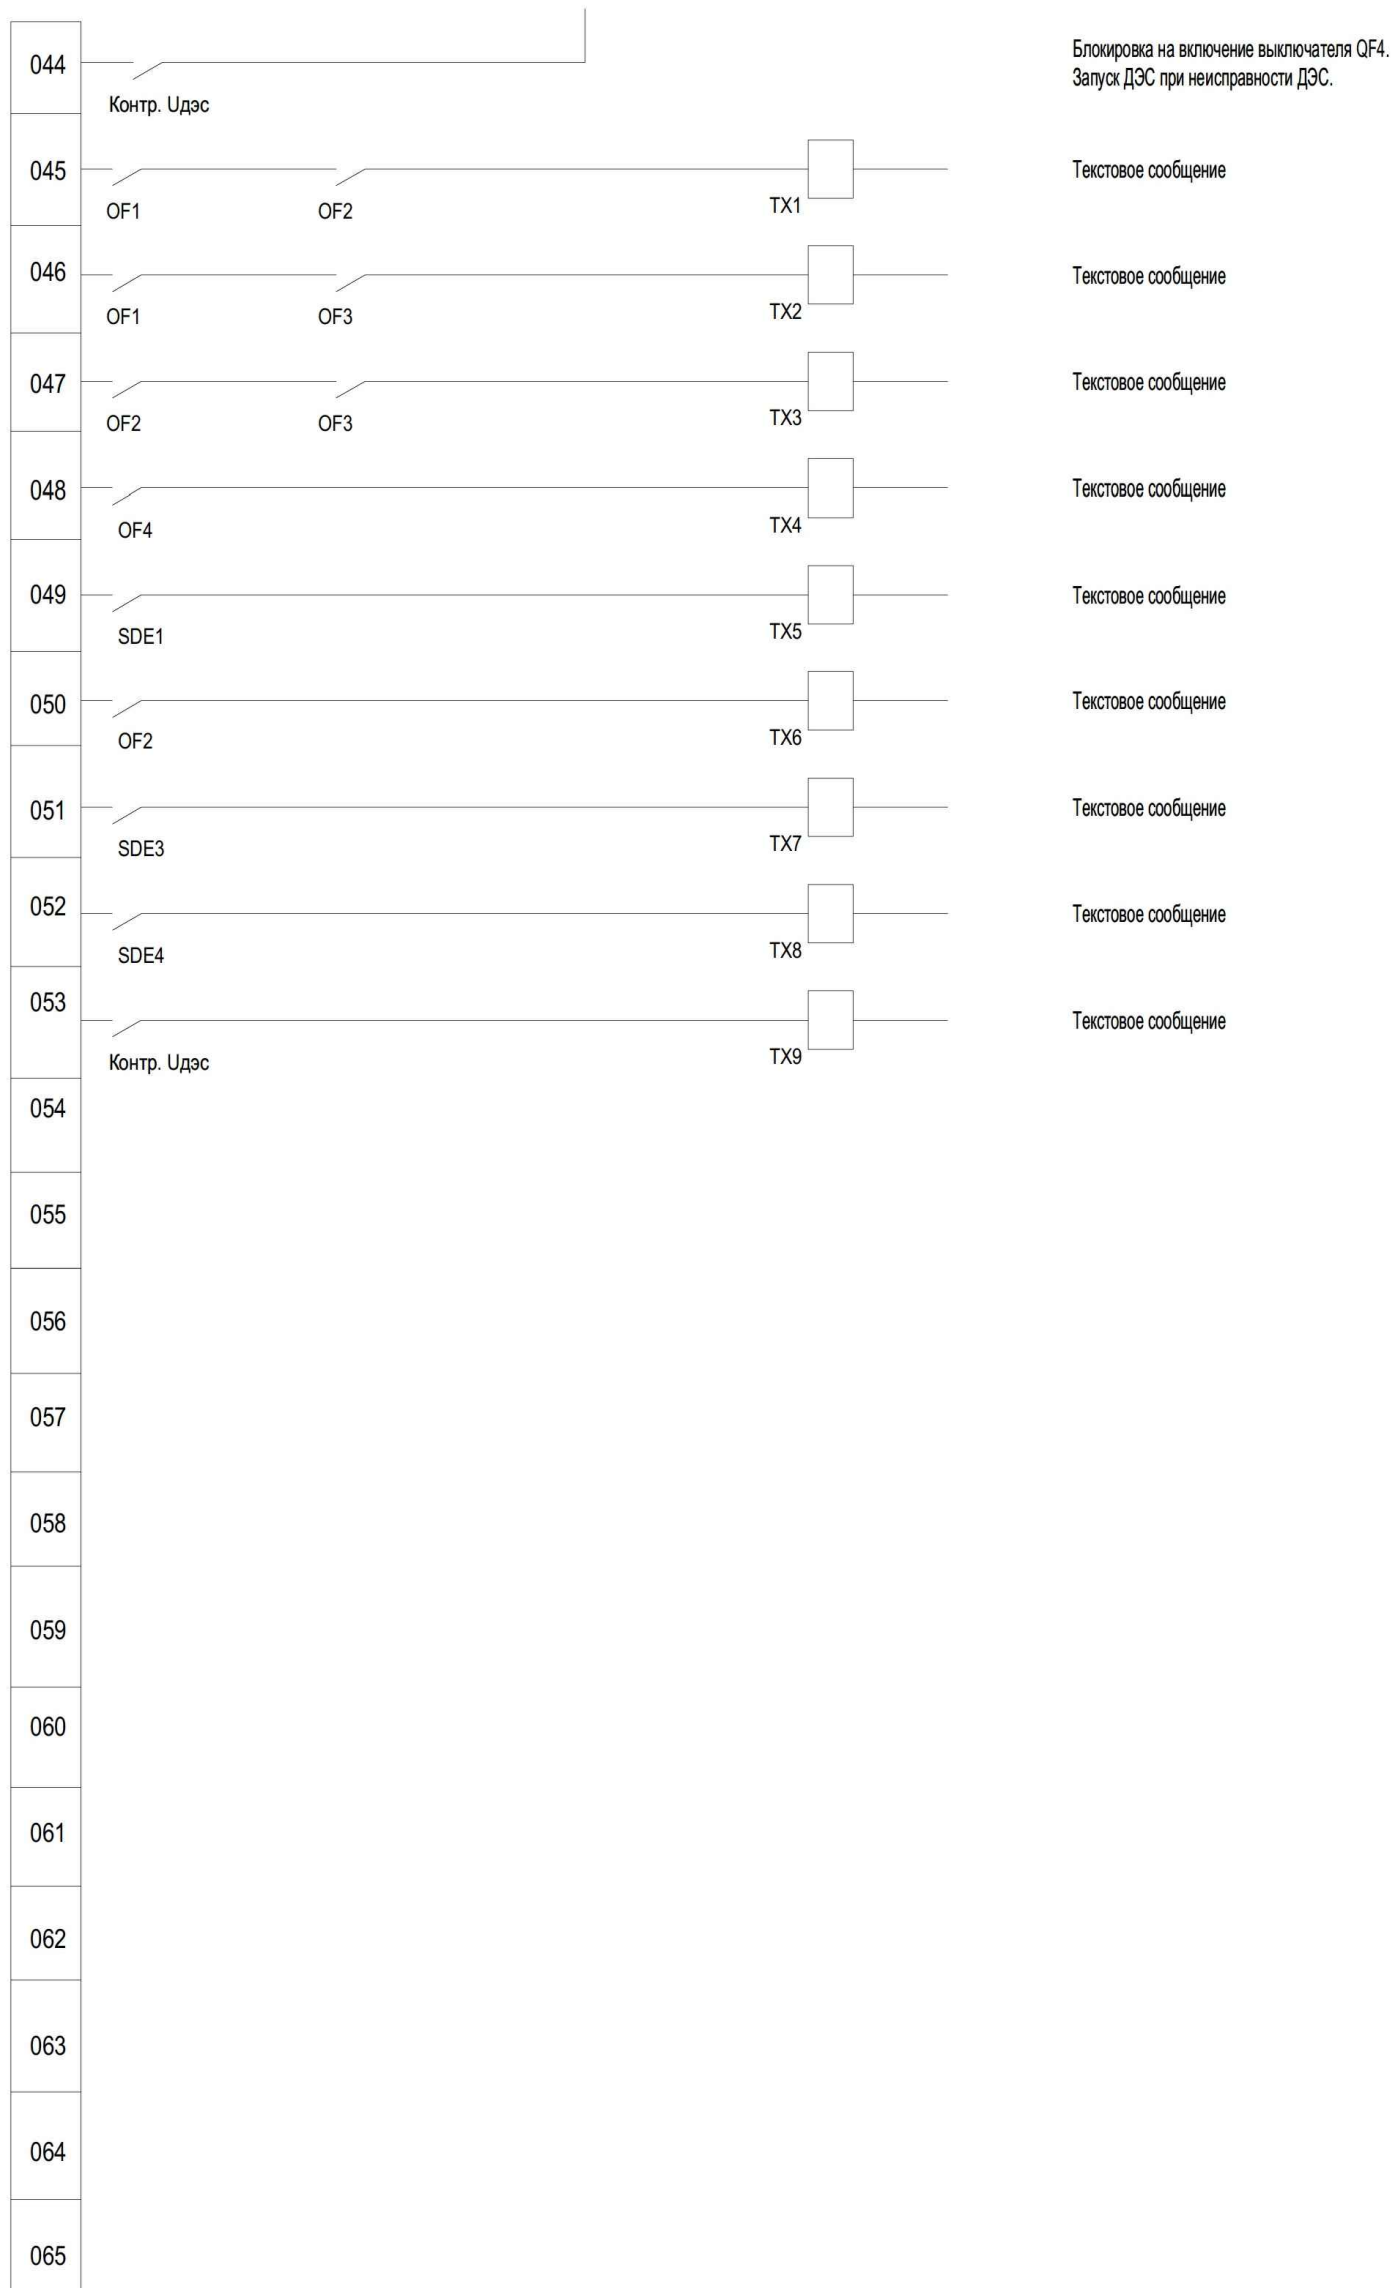 044
Контр. Uдэс
Блокировка на включение выключателя QF4.
Запуск ДЭС при неисправности ДЭС.
045
OF1
OF2
TX1
Текстовое сообщение
046
OF1
OF3
TX2
Текстовое сообщение
047
OF2
OF3
TX3
Текстовое сообщение
048
OF4
TX4
Текстовое сообщение
049
SDE1
TX5
Текстовое сообщение
050
OF2
TX6
Текстовое сообщение
051
SDE3
TX7
Текстовое сообщение
052
SDE4
TX8
Текстовое сообщение
053
Контр. Uдэс
TX9
Текстовое сообщение
054
055
056
057
058
059
060
061
062
063
064
065